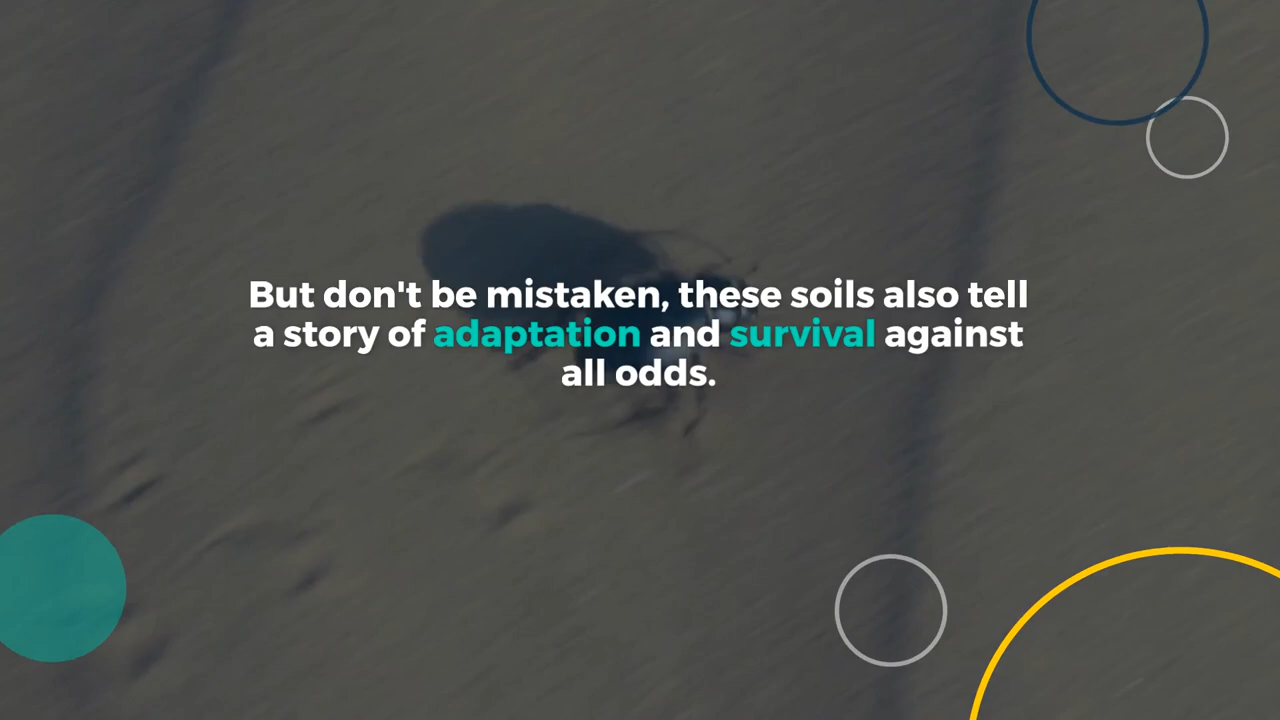 But don't be mistaken, these soils also tell
a story of adaptation and survival against
all odds.